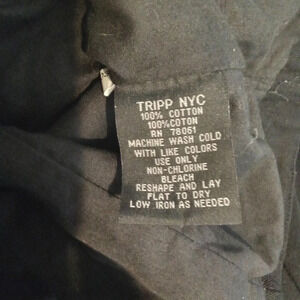 TRIPP NYC
100% COTTON
100%COTON
RN 78061
MACHINE WASH COLD
WITH LIKE COLORS
USE ONLY
NON-CHLORINE
BLEACH
RESHAPE AND LAY
FLAT TO DRY
LOW IRON AS NEEDED